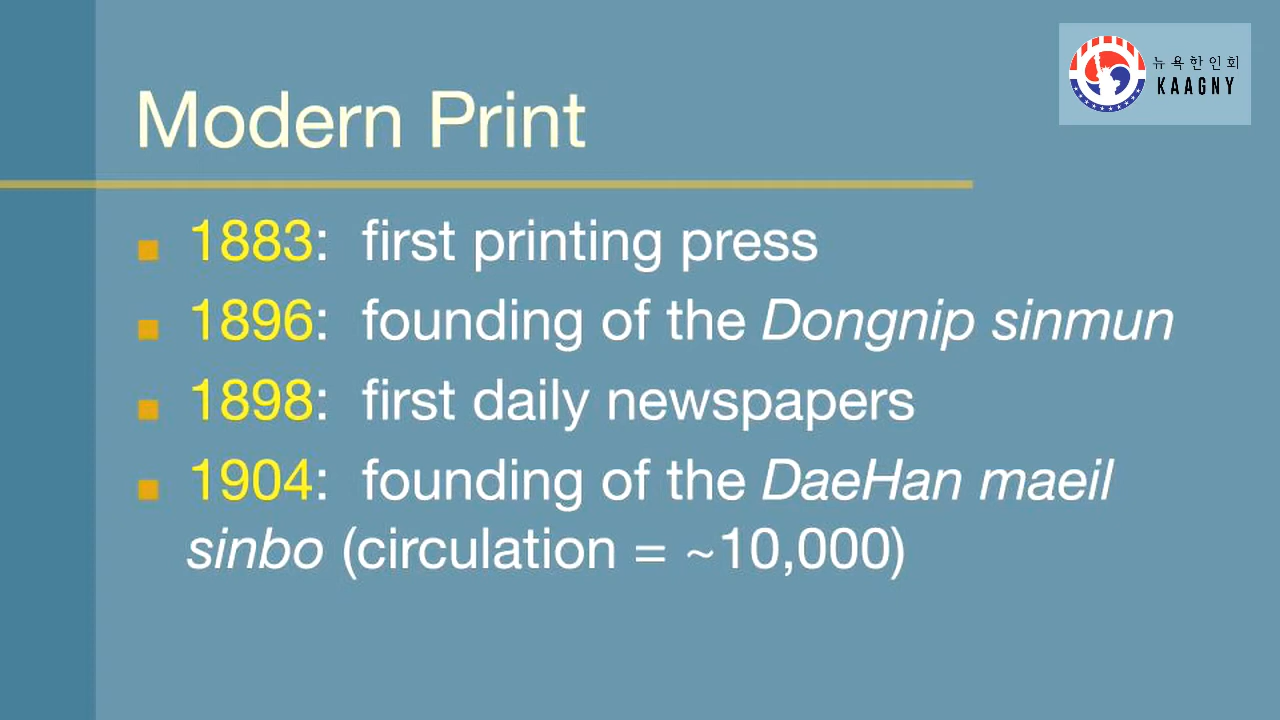 뉴욕한인회
KAAGNY
Modern Print
1883: first printing press
1896: founding of the Dongnip sinmun
1898: first daily newspapers
1904: founding of the DaeHan maeil
sinbo (circulation = ~10,000)